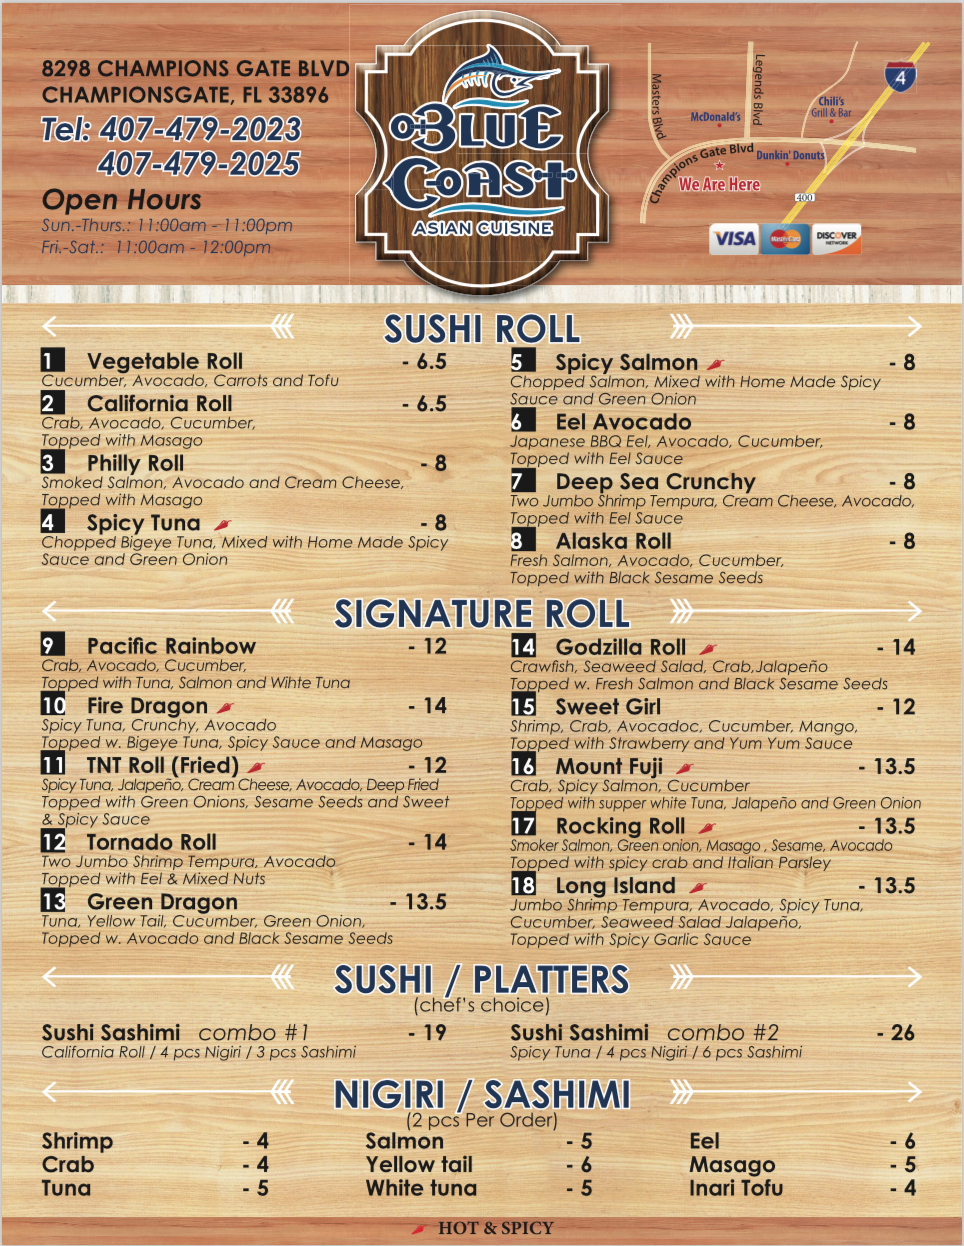 8298 CHAMPIONS GATE BLVD
CHAMPIONSGATE, FL 33896
Tel: 407-479-2023
407-479-2025
Open Hours
Sun.-Thurs.: 11:00am - 11:00pm
Fri.-Sat.: 11:00am - 12:00pm
BLUE
COAST
ASIAN CUISINE
Masters Blvd
Legends Blvd
4
McDonald's
Chili's
Grill & Bar
Champions Gate Blvd
Dunkin' Donuts
We Are Here
400
VISA
MasterCard
DISCOVER
NETWORK
SUSHI ROLL
1 Vegetable Roll - 6.5
Cucumber, Avocado, Carrots and Tofu
2 California Roll - 6.5
Crab, Avocado, Cucumber,
Topped with Masago
3 Philly Roll - 8
Smoked Salmon, Avocado and Cream Cheese,
Topped with Masago
4 Spicy Tuna - 8
Chopped Bigeye Tuna, Mixed with Home Made Spicy
Sauce and Green Onion
5 Spicy Salmon - 8
Chopped Salmon, Mixed with Home Made Spicy
Sauce and Green Onion
6 Eel Avocado - 8
Japanese BBQ Eel, Avocado, Cucumber,
Topped with Eel Sauce
7 Deep Sea Crunchy - 8
Two Jumbo Shrimp Tempura, Cream Cheese, Avocado,
Topped with Eel Sauce
8 Alaska Roll - 8
Fresh Salmon, Avocado, Cucumber,
Topped with Black Sesame Seeds
SIGNATURE ROLL
9 Pacific Rainbow - 12
Crab, Avocado, Cucumber,
Topped with Tuna, Salmon and Wihte Tuna
10 Fire Dragon - 14
Spicy Tuna, Crunchy, Avocado
Topped w. Bigeye Tuna, Spicy Sauce and Masago
11 TNT Roll (Fried) - 12
Spicy Tuna, Jalapeño, Cream Cheese, Avocado, Deep Fried
Topped with Green Onions, Sesame Seeds and Sweet
& Spicy Sauce
12 Tornado Roll - 14
Two Jumbo Shrimp Tempura, Avocado
Topped with Eel & Mixed Nuts
13 Green Dragon - 13.5
Tuna, Yellow Tail, Cucumber, Green Onion,
Topped w. Avocado and Black Sesame Seeds
14 Godzilla Roll - 14
Crawfish, Seaweed Salad, Crab,Jalapeño
Topped w. Fresh Salmon and Black Sesame Seeds
15 Sweet Girl - 12
Shrimp, Crab, Avocadoc, Cucumber, Mango,
Topped with Strawberry and Yum Yum Sauce
16 Mount Fuji - 13.5
Crab, Spicy Salmon, Cucumber
Topped with supper white Tuna, Jalapeño and Green Onion
17 Rocking Roll - 13.5
Smoker Salmon, Green onion, Masago , Sesame, Avocado
Topped with spicy crab and Italian Parsley
18 Long Island - 13.5
Jumbo Shrimp Tempura, Avocado, Spicy Tuna,
Cucumber, Seaweed Salad Jalapeño,
Topped with Spicy Garlic Sauce
SUSHI / PLATTERS
(chef's choice)
Sushi Sashimi combo #1 - 19
California Roll / 4 pcs Nigiri / 3 pcs Sashimi
Sushi Sashimi combo #2 - 26
Spicy Tuna / 4 pcs Nigiri / 6 pcs Sashimi
NIGIRI / SASHIMI
(2 pcs Per Order)
Shrimp - 4
Crab - 4
Tuna - 5
Salmon - 5
Yellow tail - 6
White tuna - 5
Eel - 6
Masago - 5
Inari Tofu - 4
HOT & SPICY